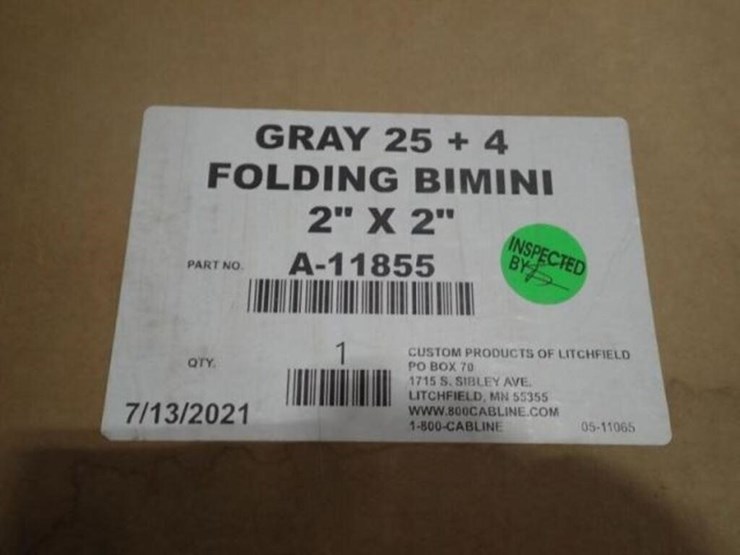 GRAY 25 + 4
FOLDING BIMINI
2" X 2"
PART NO. A-11855
INSPECTED
BY
QTY. 1
CUSTOM PRODUCTS OF LITCHFIELD
PO BOX 70
1715 S. SIBLEY AVE.
LITCHFIELD, MN 55355
WWW.800CABLINE.COM
1-800-CABLINE
7/13/2021
05-11065